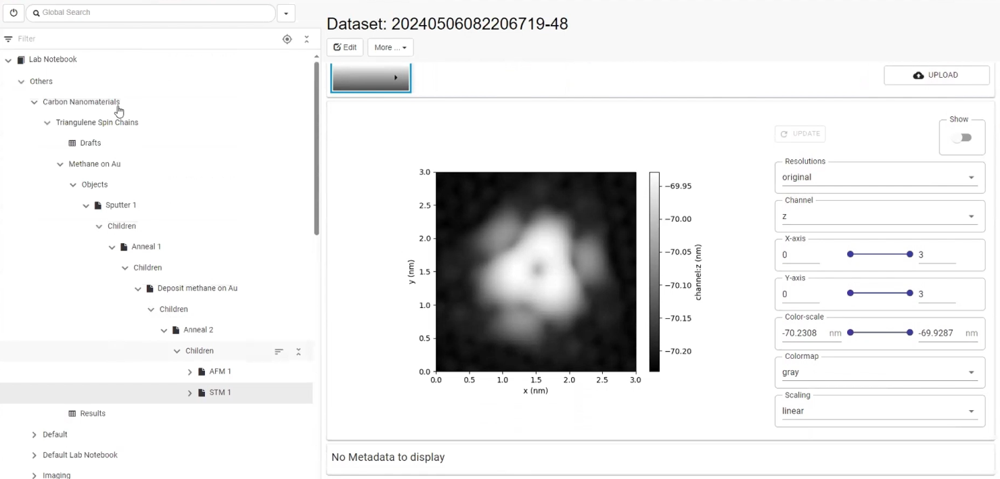 Global Search
Filter
Lab Notebook
Others
Carbon Nanomaterials
Triangulene Spin Chains
Drafts
Methane on Au
Objects
Sputter 1
Children
Anneal 1
Children
Deposit methane on Au
Children
Anneal 2
Children
AFM 1
STM 1
Results
Default
Default Lab Notebook
Imaging
Dataset: 20240506082206719-48
Edit
More ...
UPLOAD
UPDATE
Show
3.0
2.5
2.0
1.5
1.0
0.5
0.0
y (nm)
0.0 0.5 1.0 1.5 2.0 2.5 3.0
x (nm)
−69.95
−70.00
−70.05
−70.10
−70.15
−70.20
channel:z (nm)
Resolutions
original
Channel
z
X-axis
0 3
Y-axis
0 3
Color-scale
-70.2308 nm -69.9287 nm
Colormap
gray
Scaling
linear
No Metadata to display